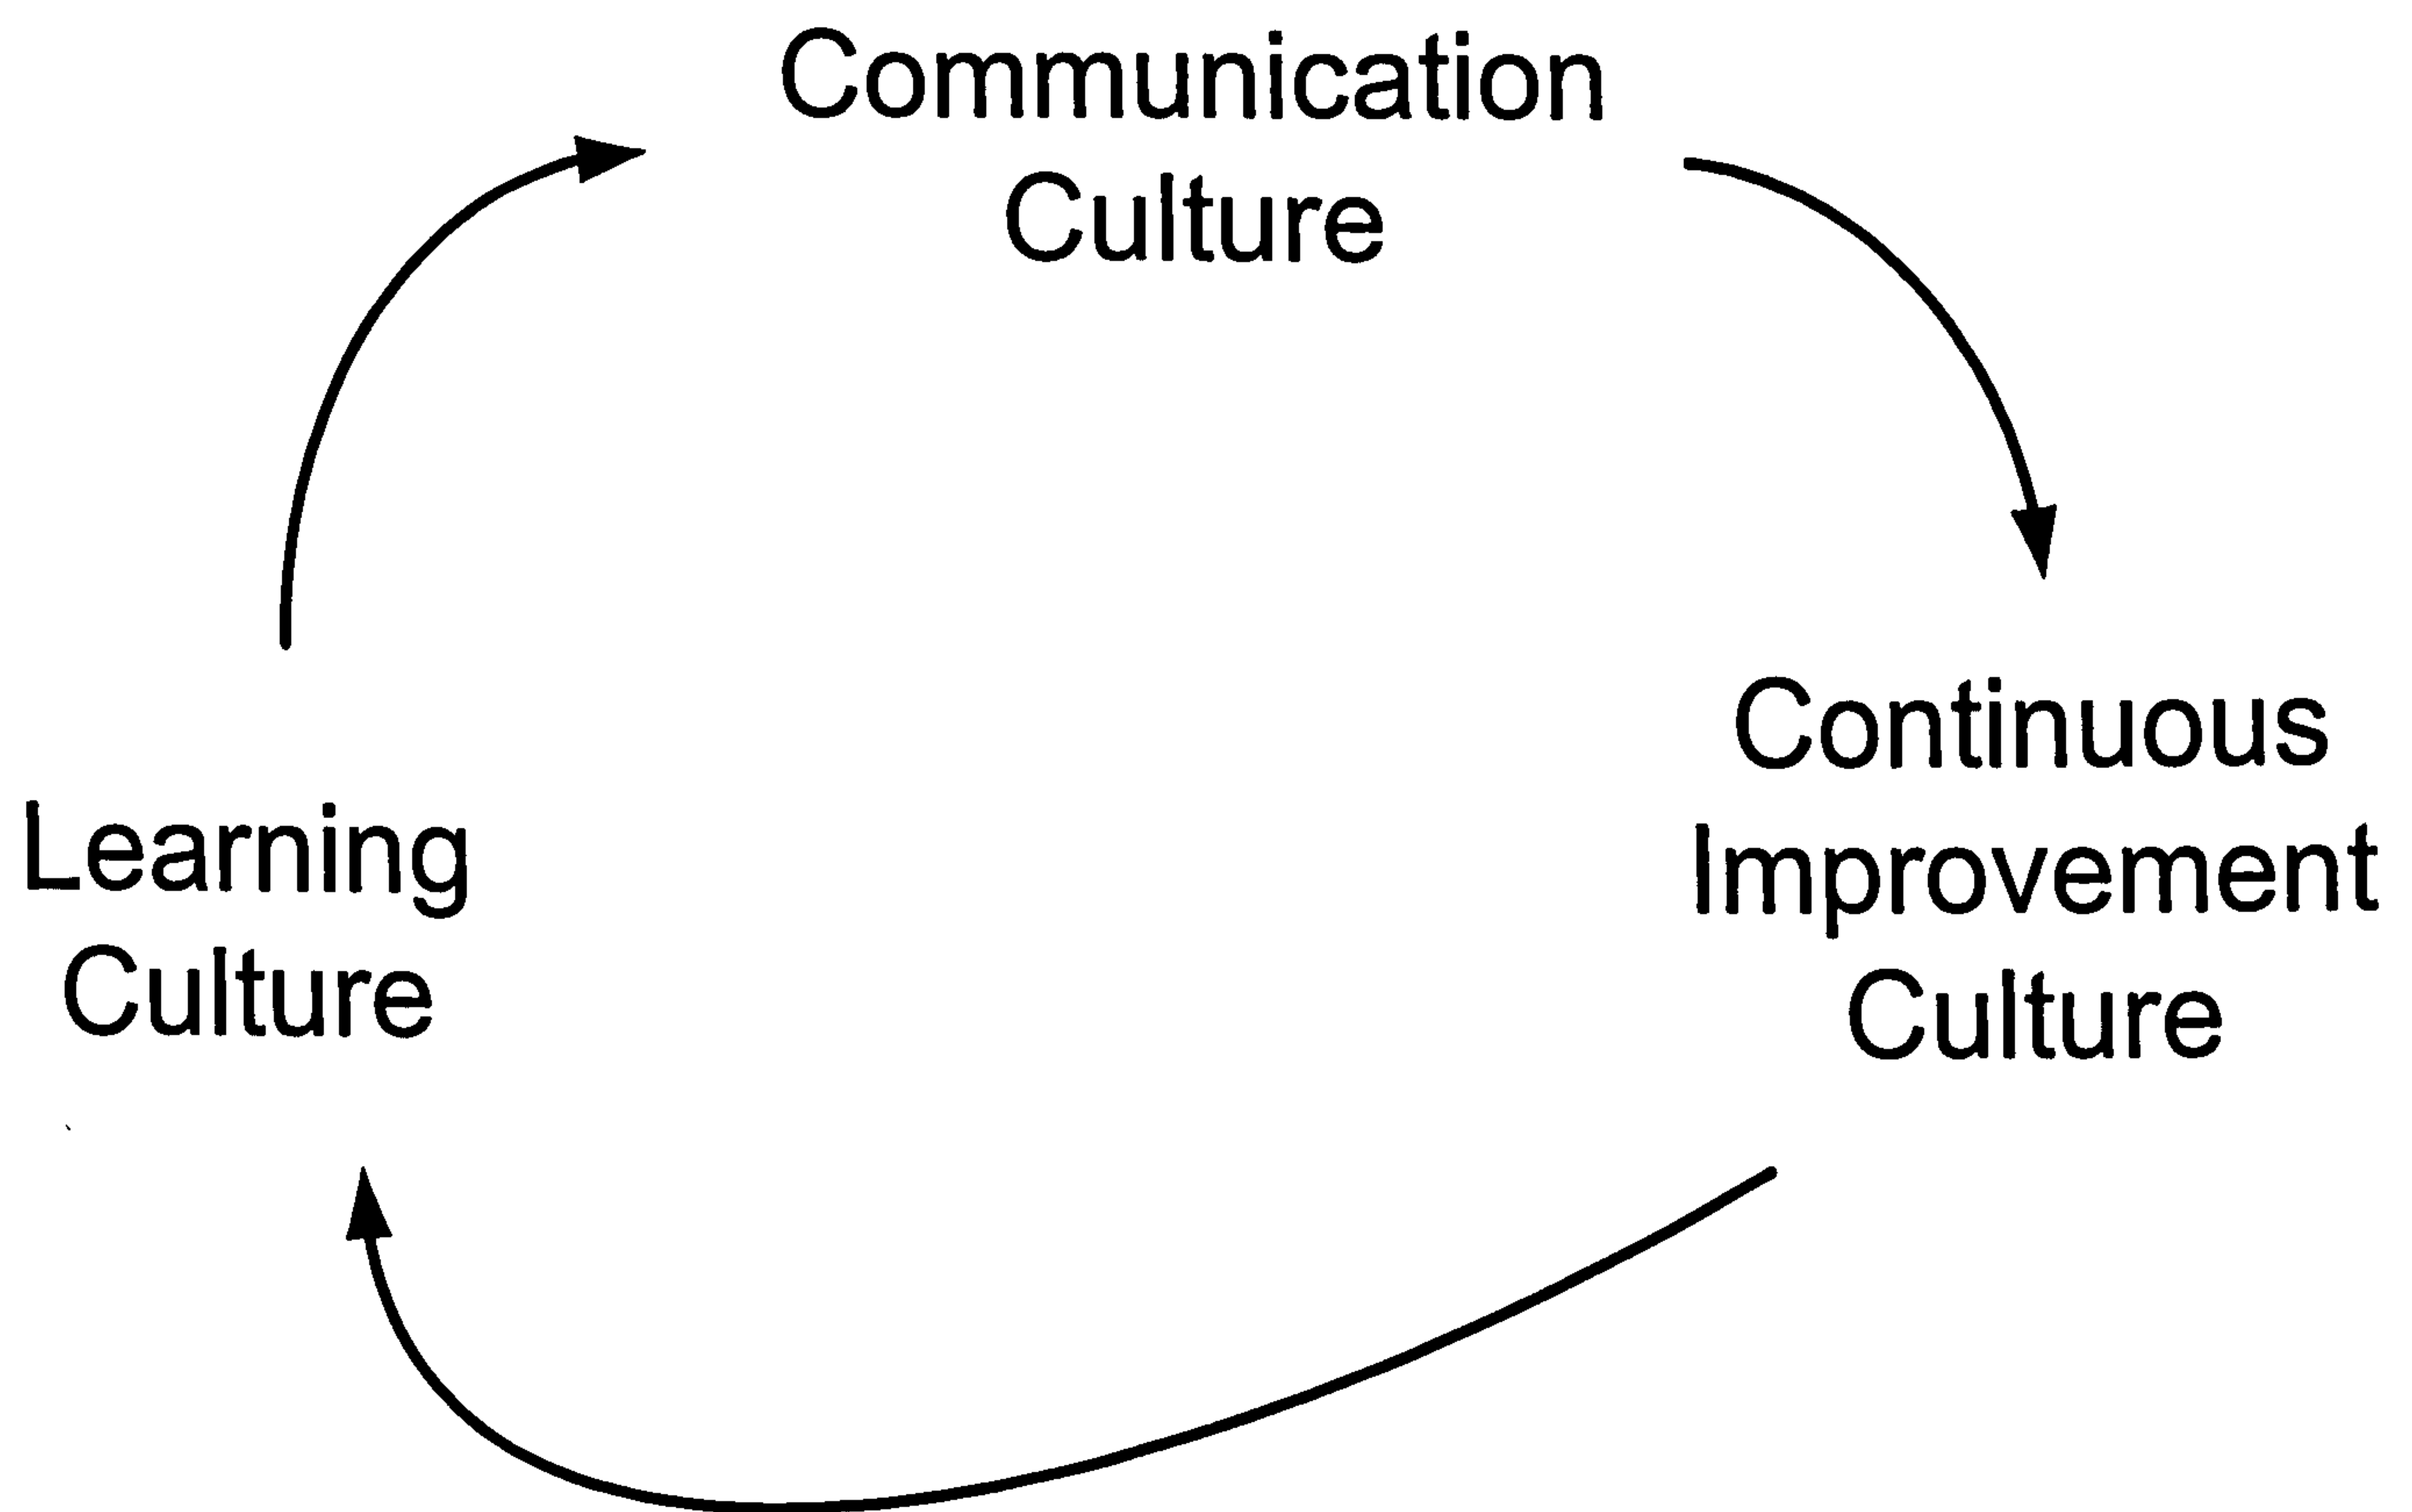 Communication
Culture
Continuous
Improvement
Culture
Learning
Culture